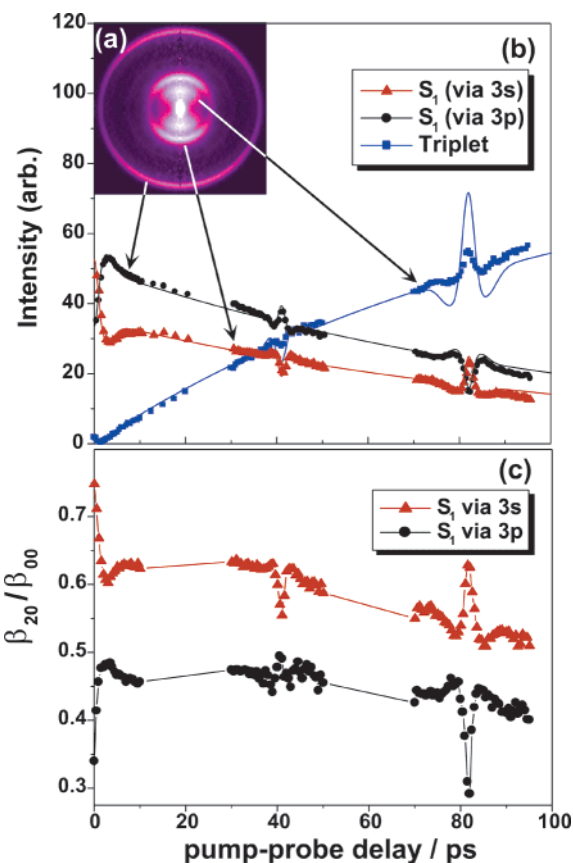 (a)
(b)
S₁ (via 3s)
S₁ (via 3p)
Triplet
Intensity (arb.)
120
100
80
60
40
20
0
(c)
S₁ via 3s
S₁ via 3p
β₂₀/β₀₀
0.7
0.6
0.5
0.4
0.3
0 20 40 60 80 100
pump-probe delay / ps